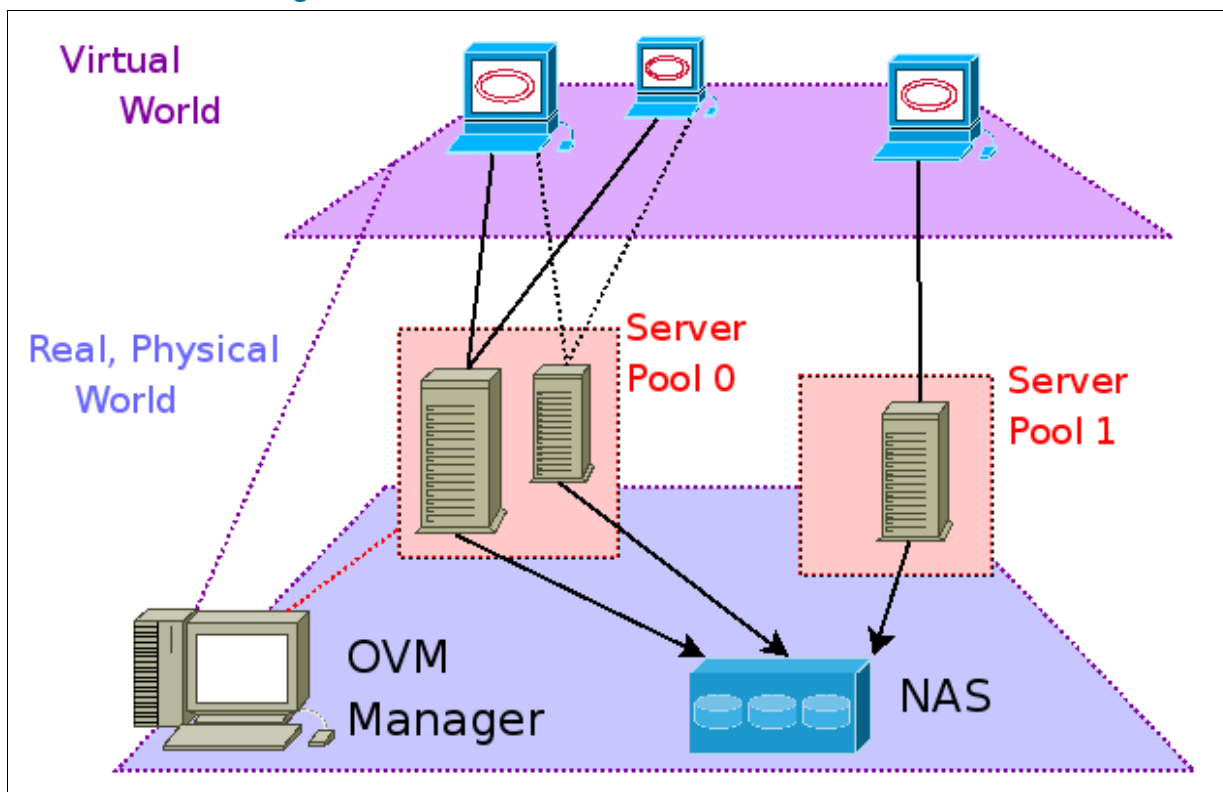 Virtual
World
Server
Pool 0
Real, Physical
World
Server
Pool 1
OVM
Manager
NAS